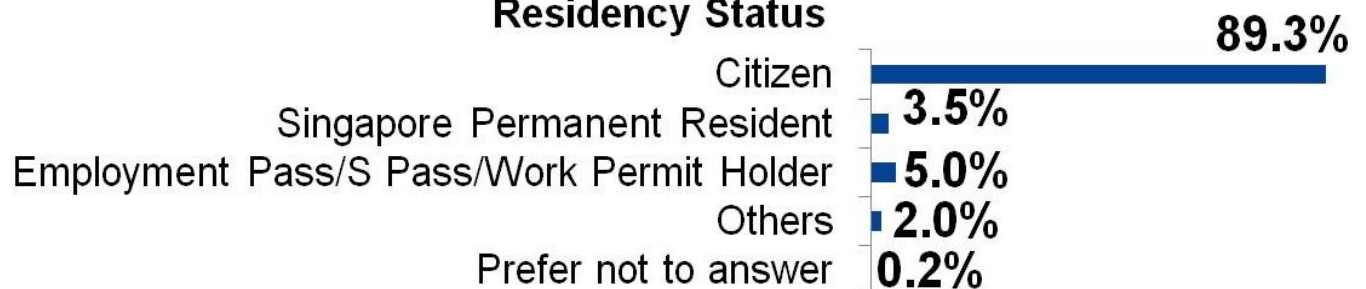 Residency Status
Citizen 89.3%
Singapore Permanent Resident 3.5%
Employment Pass/S Pass/Work Permit Holder 5.0%
Others 2.0%
Prefer not to answer 0.2%